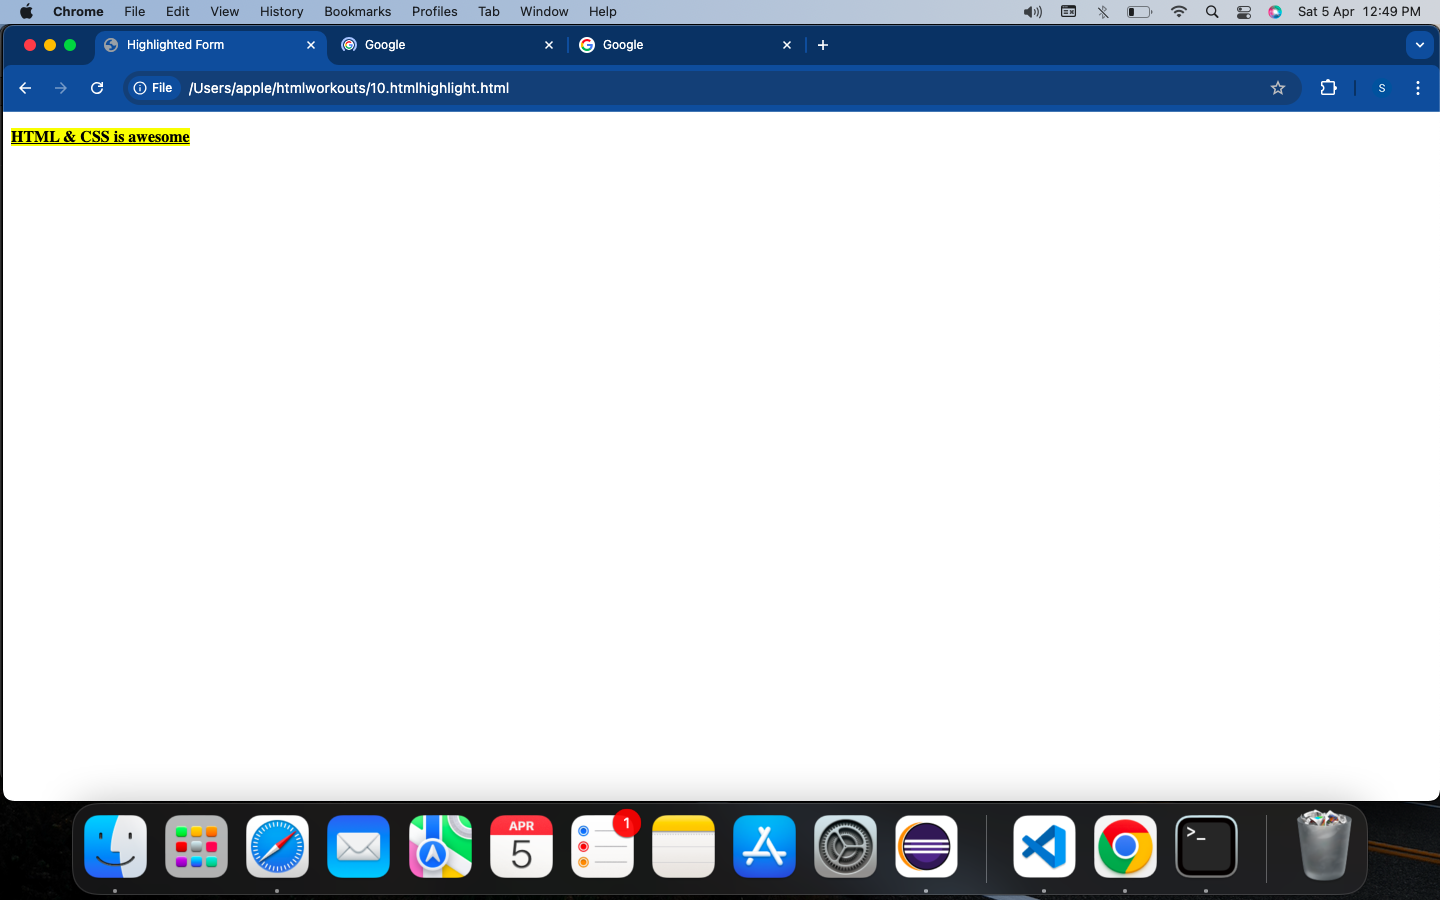 Chrome File Edit View History Bookmarks Profiles Tab Window Help Sat 5 Apr 12:49 PM
Highlighted Form Google Google
File /Users/apple/htmlworkouts/10.htmlhighlight.html S
HTML & CSS is awesome
APR
5
1
>_